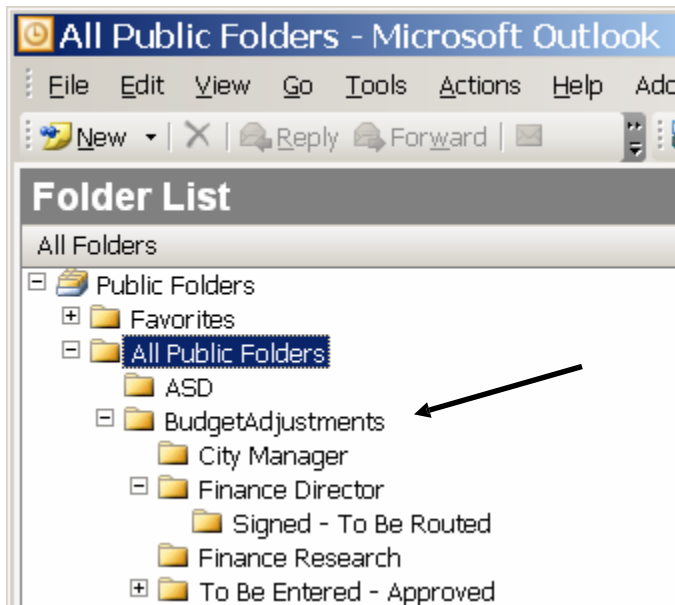 All Public Folders - Microsoft Outlook
File Edit View Go Tools Actions Help
New Reply Forward
Folder List
All Folders
Public Folders
Favorites
All Public Folders
ASD
BudgetAdjustments
City Manager
Finance Director
Signed - To Be Routed
Finance Research
To Be Entered - Approved